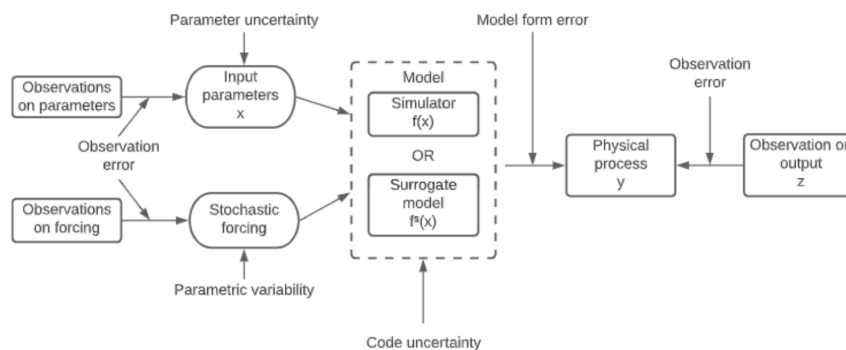 Parameter uncertainty
Model form error
Observations
on parameters
Input
parameters
x
Model
Simulator
f(x)
OR
Surrogate
model
fˢ(x)
Observation
error
Observation
error
Physical
process
y
Observation on
output
z
Observations
on forcing
Stochastic
forcing
Parametric variability
Code uncertainty